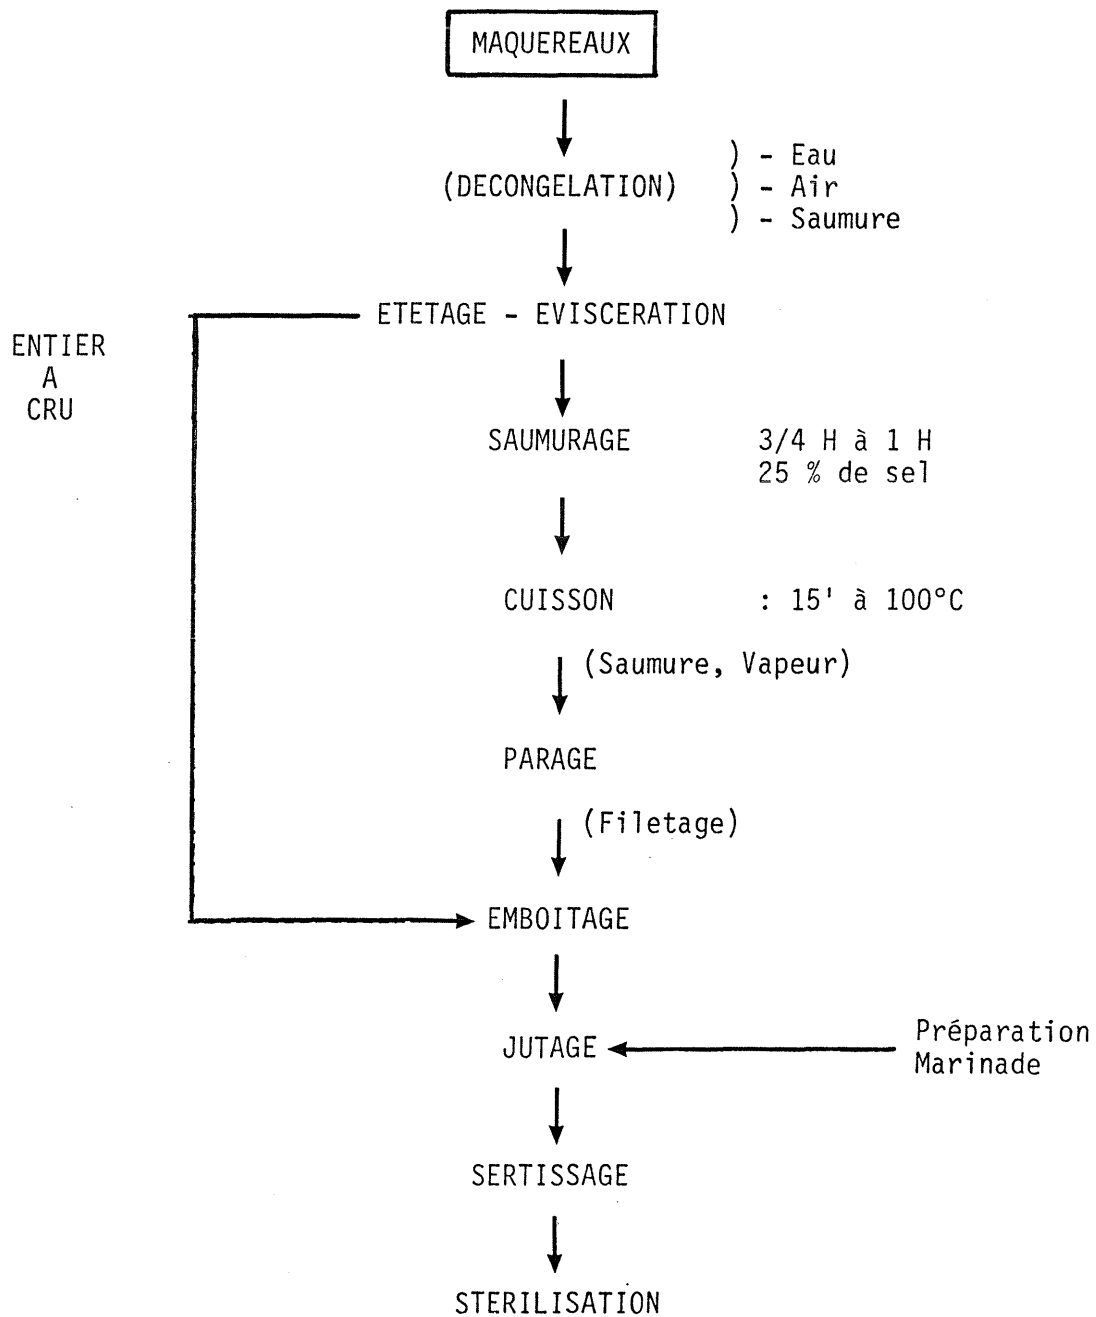 MAQUEREAUX
) - Eau
(DECONGELATION) ) - Air
) - Saumure
ETETAGE - EVISCERATION
ENTIER
A
CRU
SAUMURAGE 3/4 H à 1 H
25 % de sel
CUISSON : 15' à 100°C
(Saumure, Vapeur)
PARAGE
(Filetage)
EMBOITAGE
JUTAGE
Préparation
Marinade
SERTISSAGE
STERILISATION